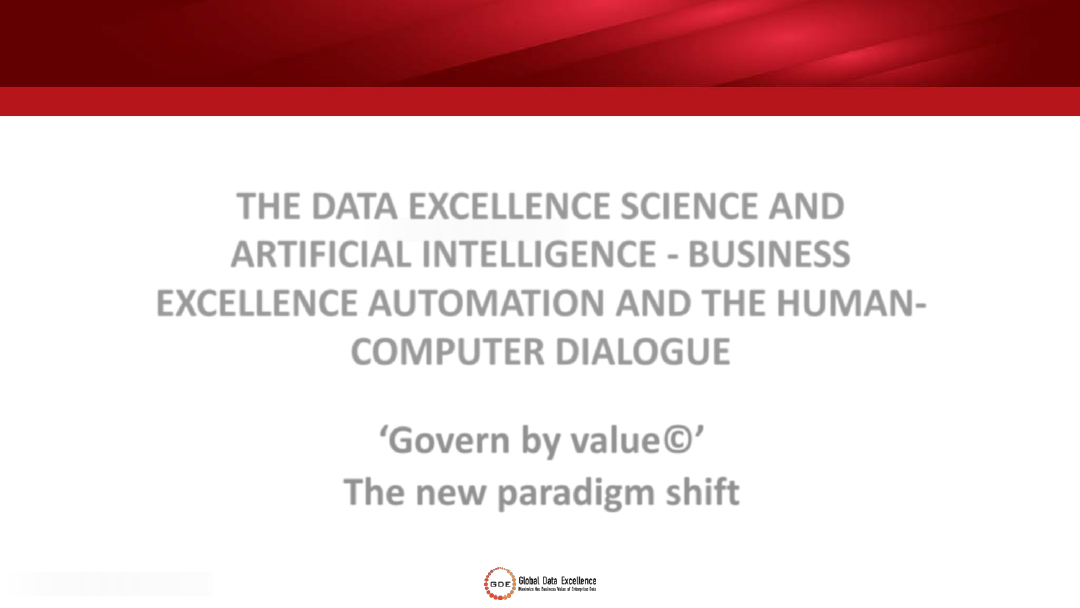 THE DATA EXCELLENCE SCIENCE AND
ARTIFICIAL INTELLIGENCE - BUSINESS
EXCELLENCE AUTOMATION AND THE HUMAN-
COMPUTER DIALOGUE
‘Govern by value©’
The new paradigm shift
GDE Global Data Excellence
Maximize the Business Value of Enterprise Data